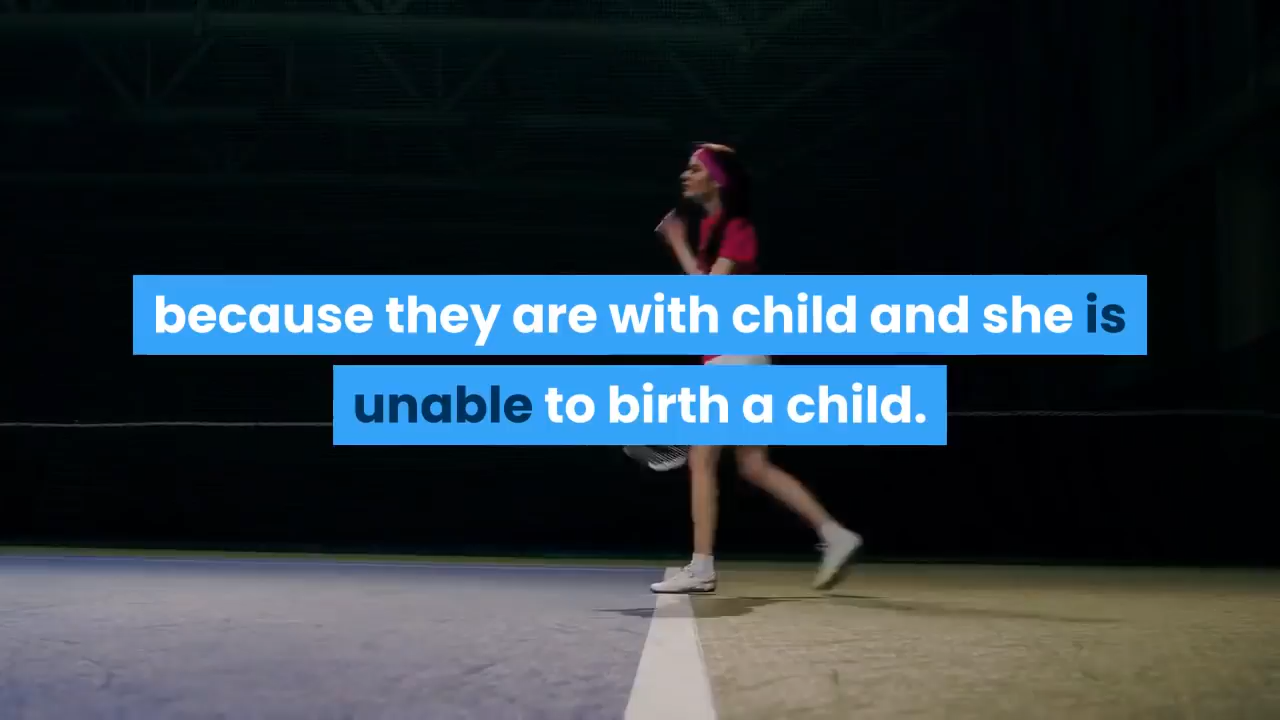 because they are with child and she is
unable to birth a child.